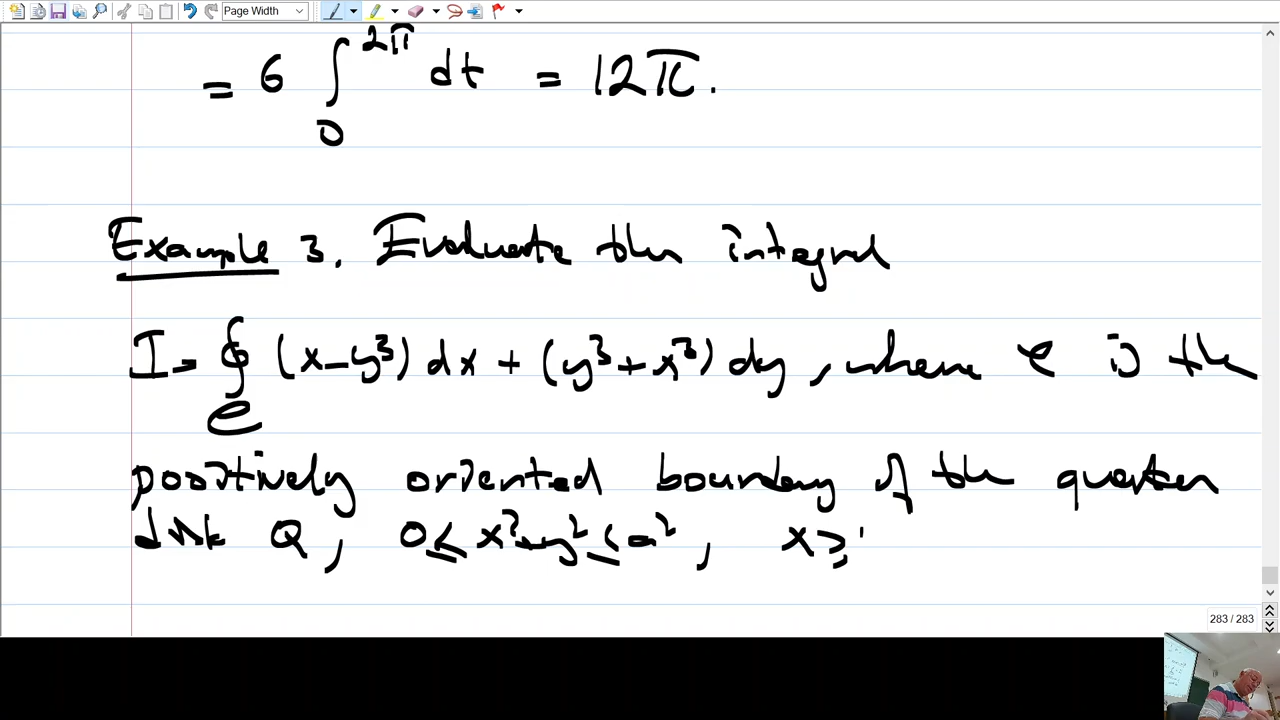 Page Width
= 6 ∫₀^{2π} dt = 12π.
Example 3. Evaluate the integral
I = ∮_C (x-y³) dx + (y³+x³) dy, where C is the
positively oriented boundary of the quarter
disk Q, 0 ≤ x²+y² ≤ a², x ≥
283 / 283